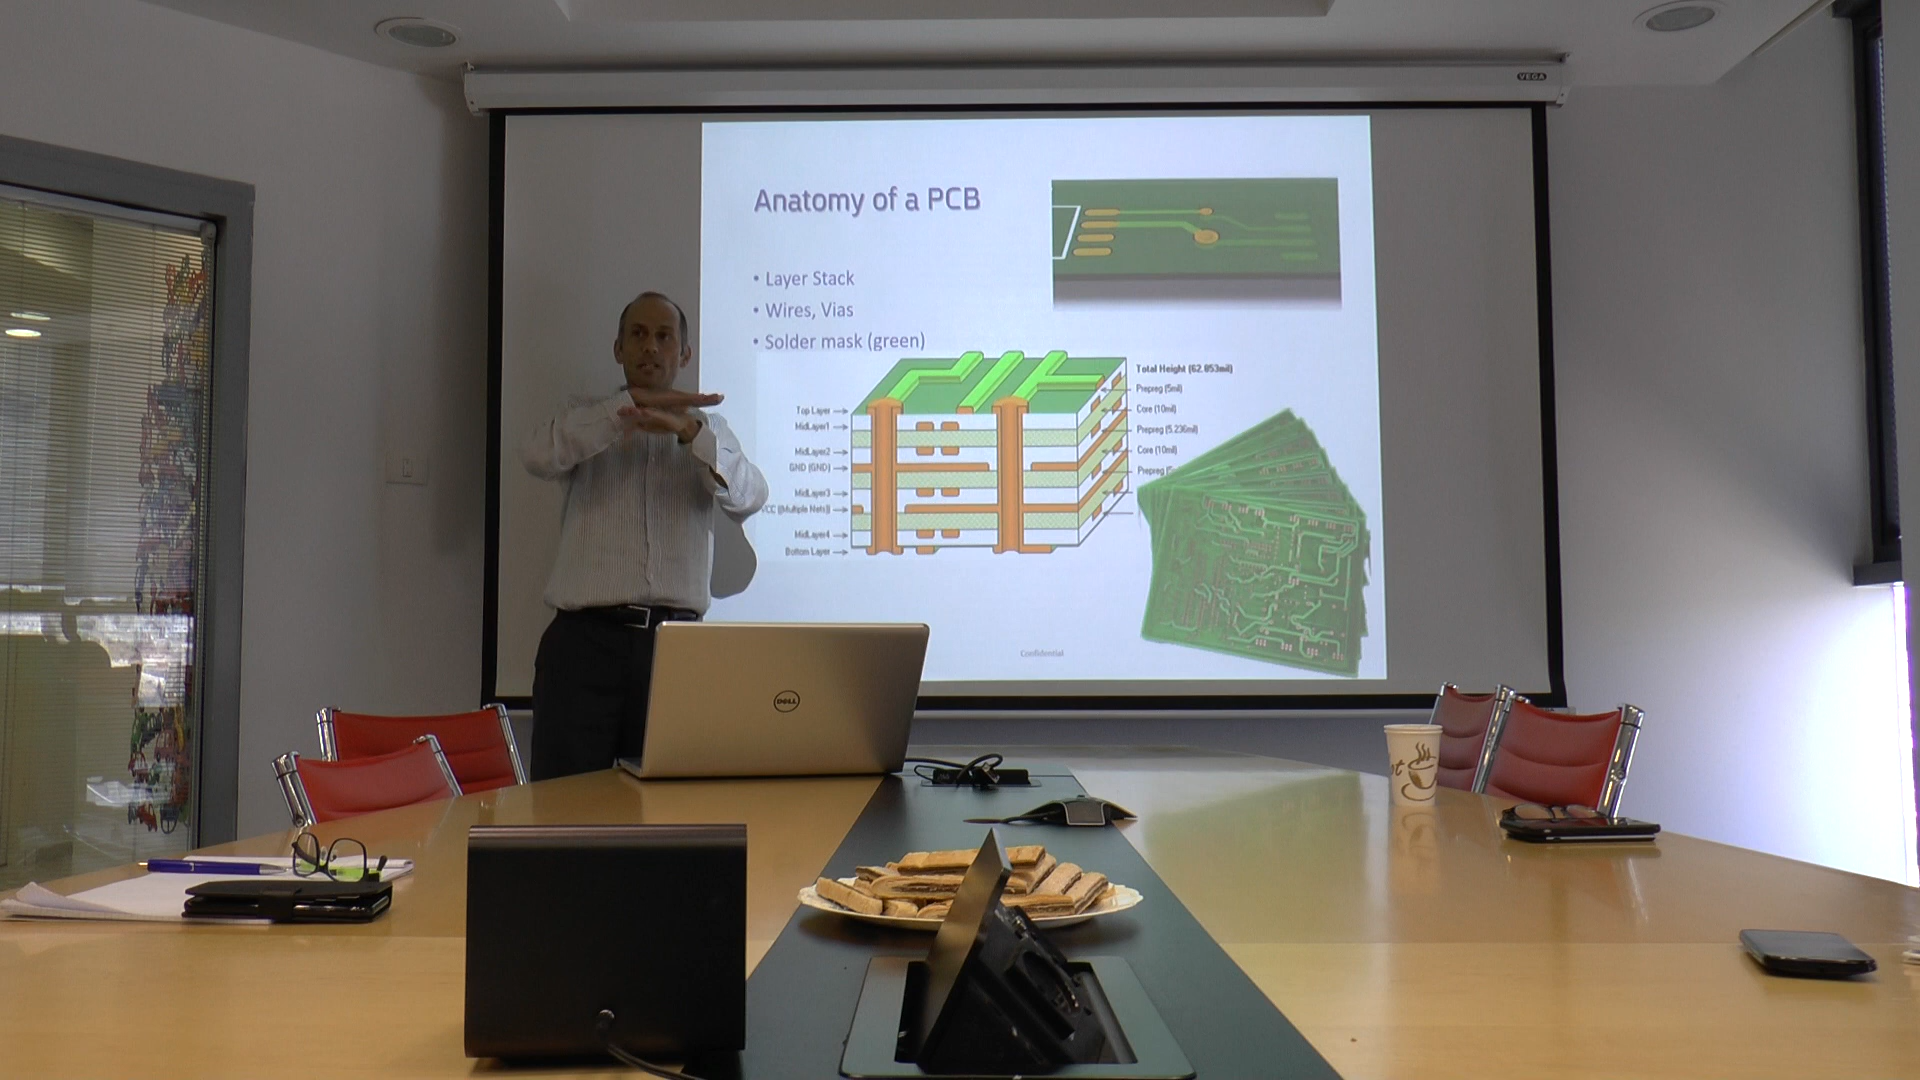 VEGA
Anatomy of a PCB
• Layer Stack
• Wires, Vias
• Solder mask (green)
Total Height (62.853mil)
Prepreg (5mil)
Top Layer
Core (10mil)
MidLayer1
Prepreg (5.236mil)
MidLayer2
Core (10mil)
GND (GND)
Prepreg (5
MidLayer3
VCC (Multiple Nets)
MidLayer4
Bottom Layer
Confidential
DELL